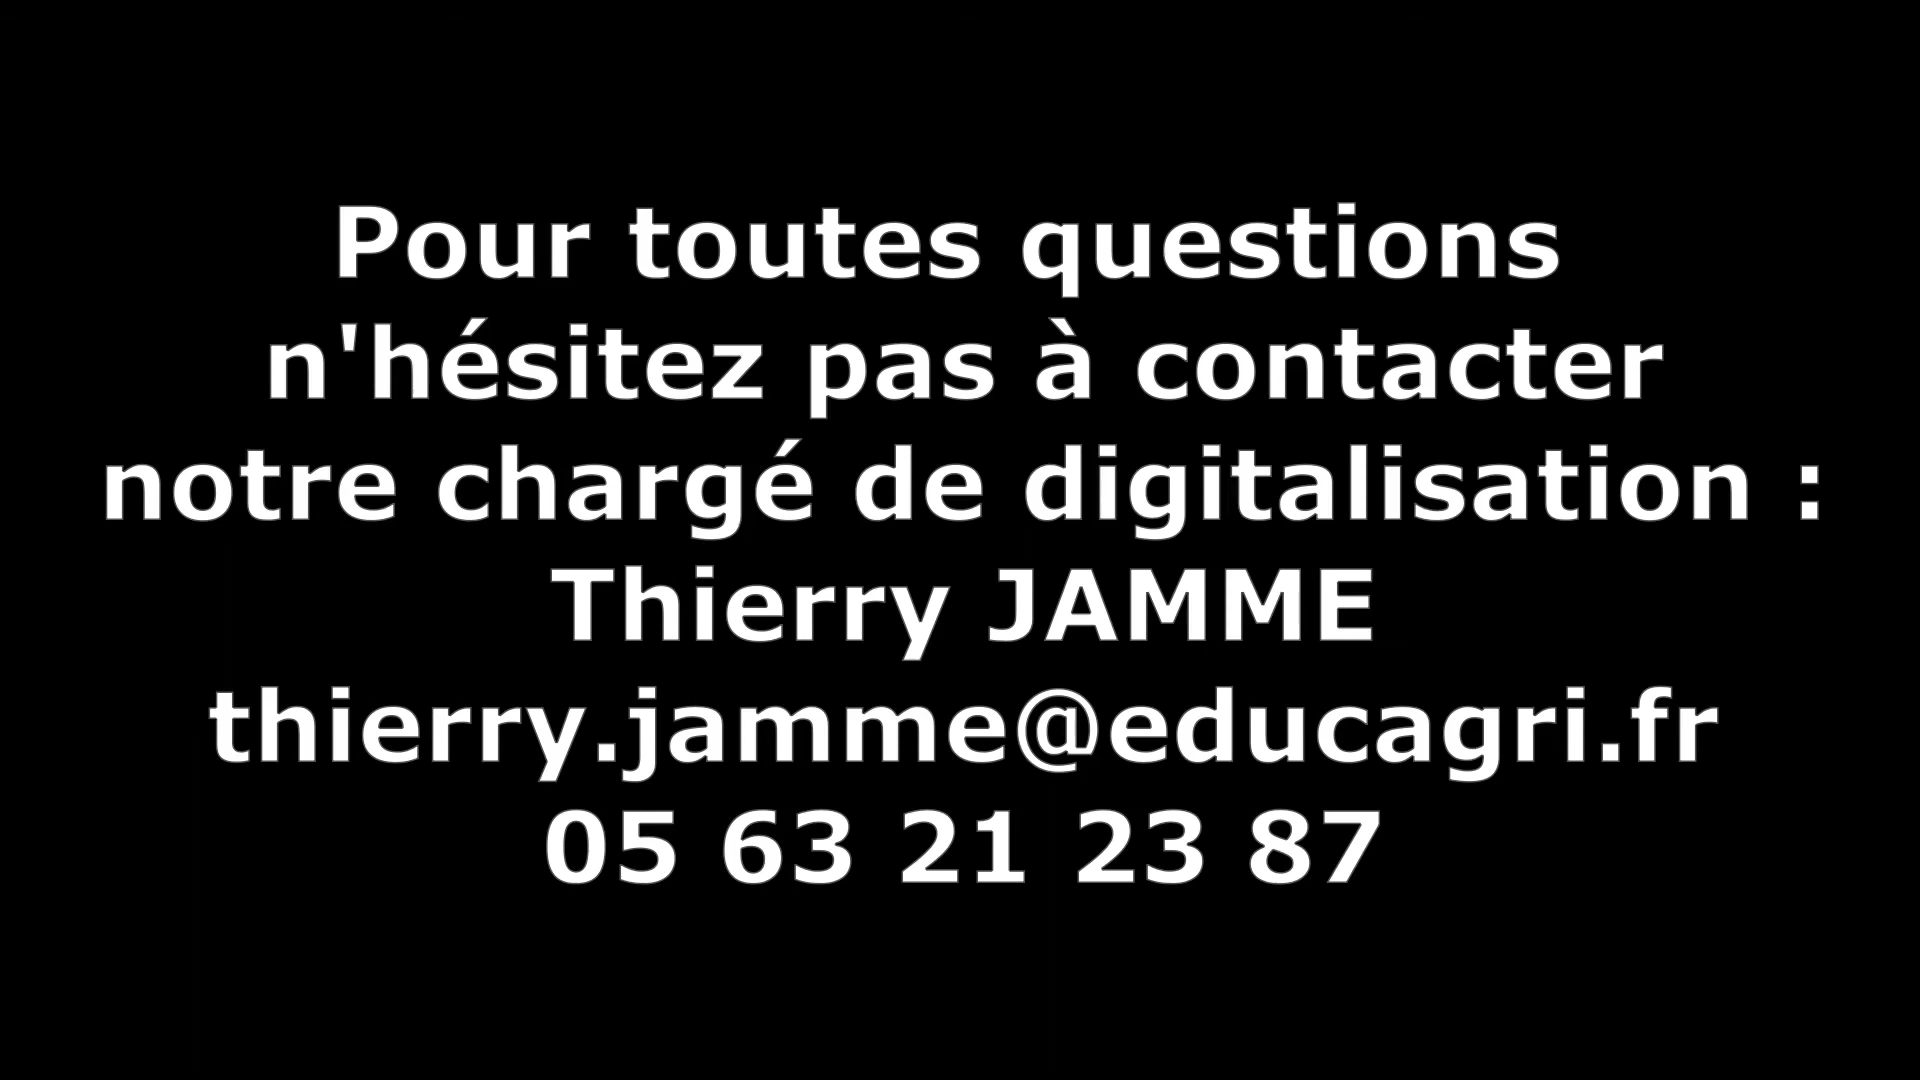 Pour toutes questions
n'hésitez pas à contacter
notre chargé de digitalisation :
Thierry JAMME
thierry.jamme@educagri.fr
05 63 21 23 87